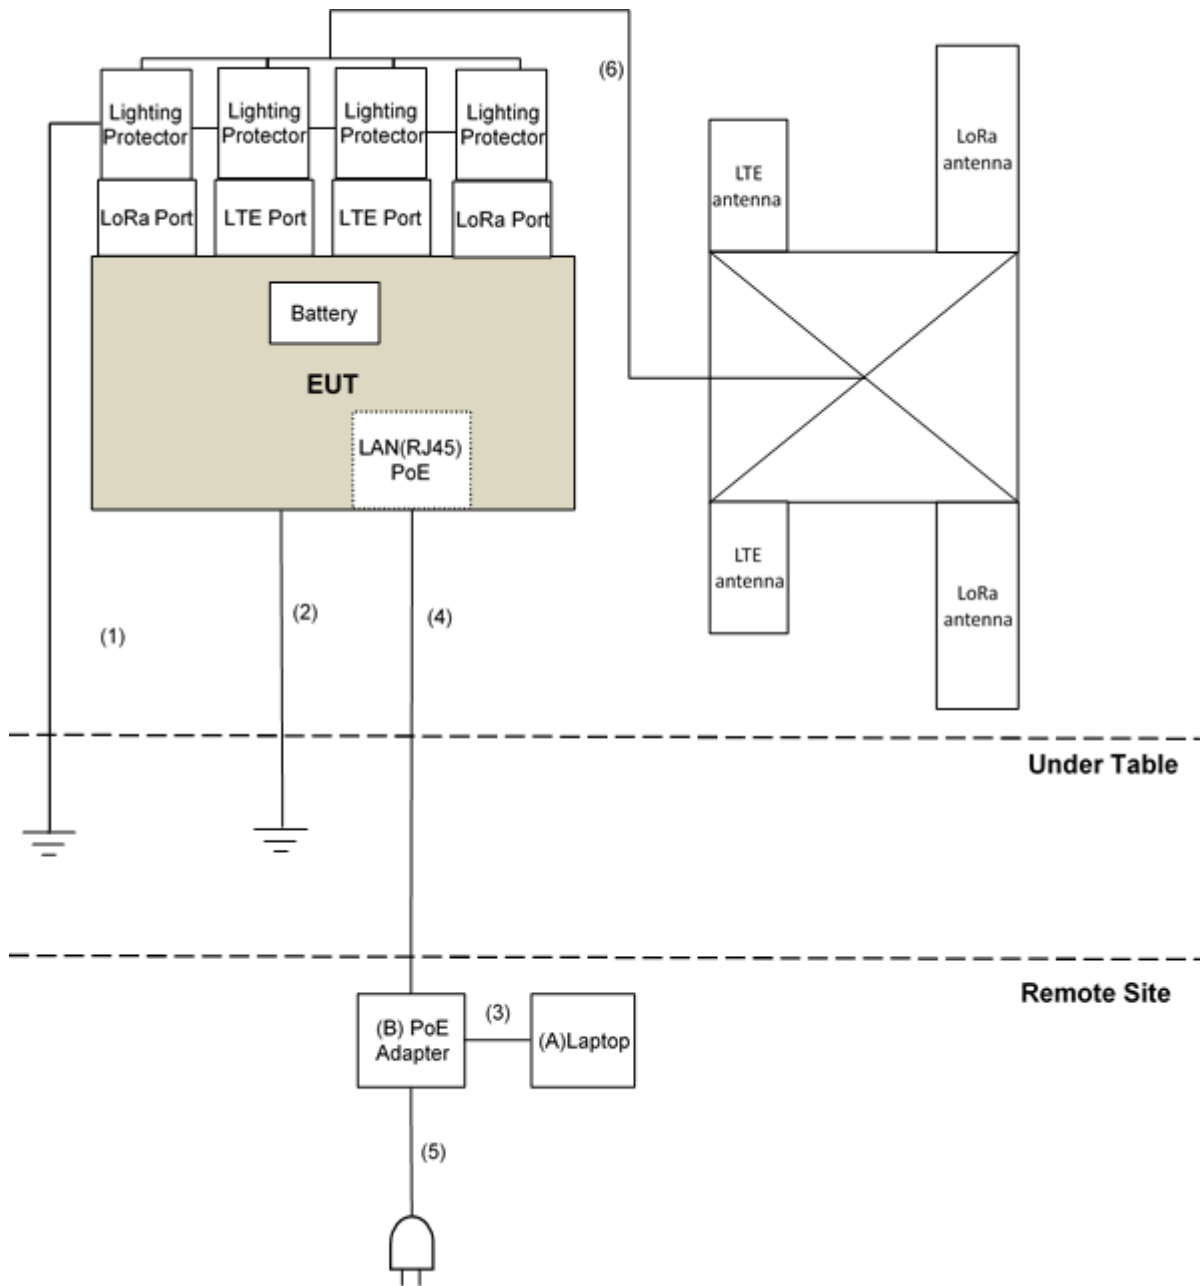 (6)
Lighting
Protector
Lighting
Protector
Lighting
Protector
Lighting
Protector
LoRa Port
LTE Port
LTE Port
LoRa Port
LTE
antenna
LoRa
antenna
Battery
EUT
LAN(RJ45)
PoE
LTE
antenna
LoRa
antenna
(1)
(2)
(4)
Under Table
Remote Site
(B) PoE
Adapter
(3)
(A)Laptop
(5)